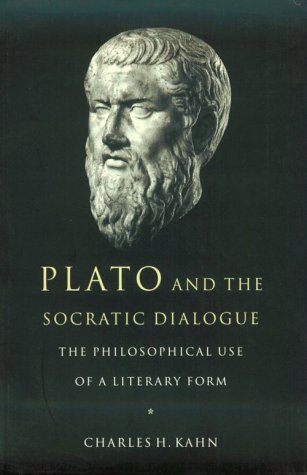 PLATO AND THE
SOCRATIC DIALOGUE
THE PHILOSOPHICAL USE
OF A LITERARY FORM
*
CHARLES H. KAHN